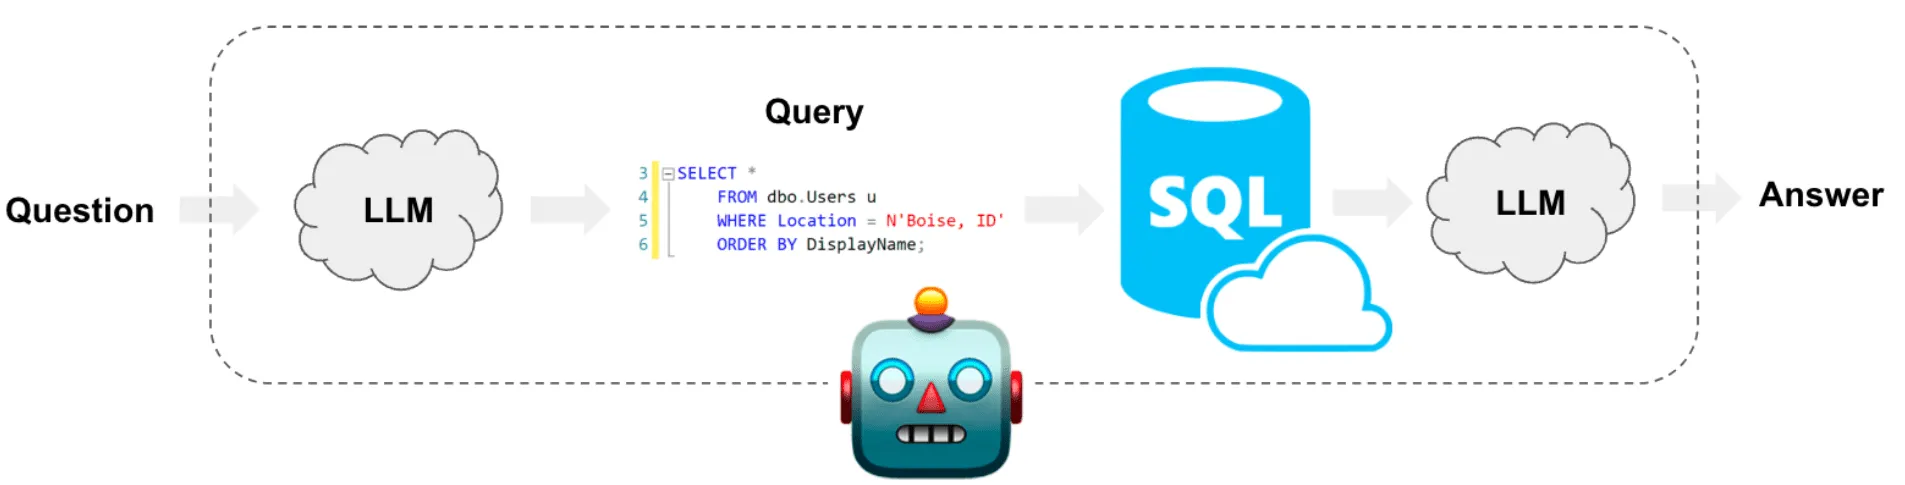 Question
LLM
Query
3 SELECT *
4 FROM dbo.Users u
5 WHERE Location = N'Boise, ID'
6 ORDER BY DisplayName;
SQL
LLM
Answer